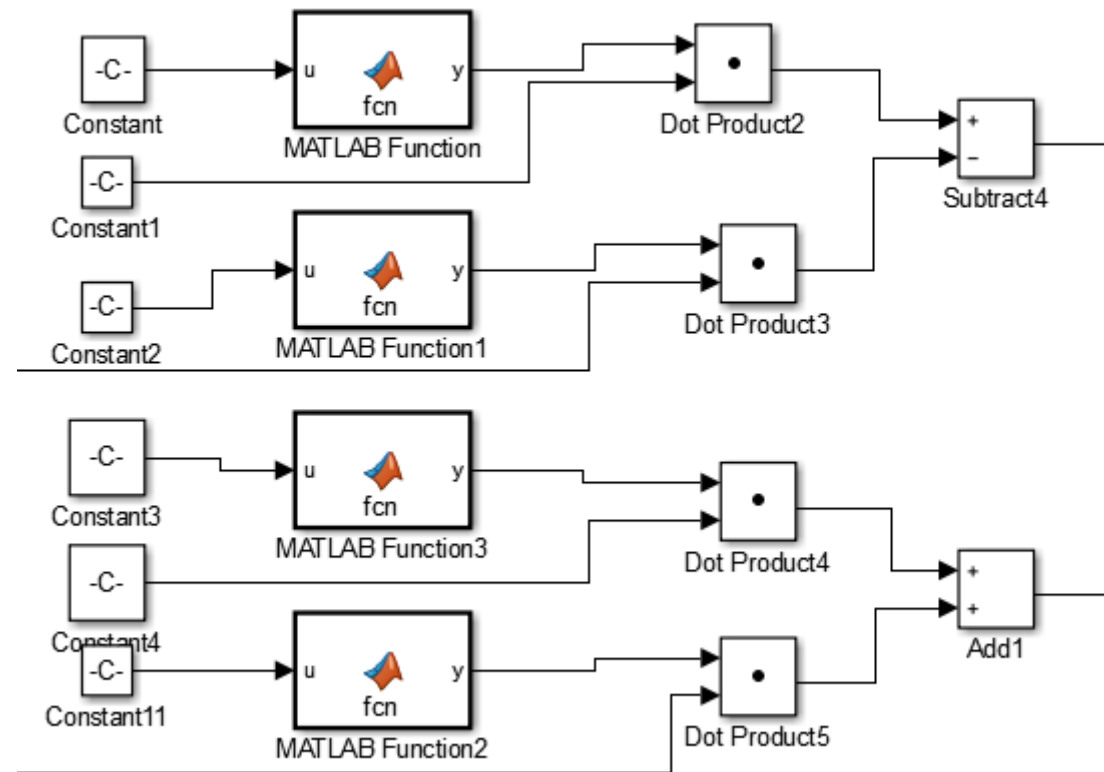 -C-
Constant
u
y
fcn
MATLAB Function
Dot Product2
-C-
Constant1
+
−
Subtract4
-C-
Constant2
u
y
fcn
MATLAB Function1
Dot Product3
-C-
Constant3
u
y
fcn
MATLAB Function3
Dot Product4
-C-
Constant4
+
+
Add1
-C-
Constant11
u
y
fcn
MATLAB Function2
Dot Product5